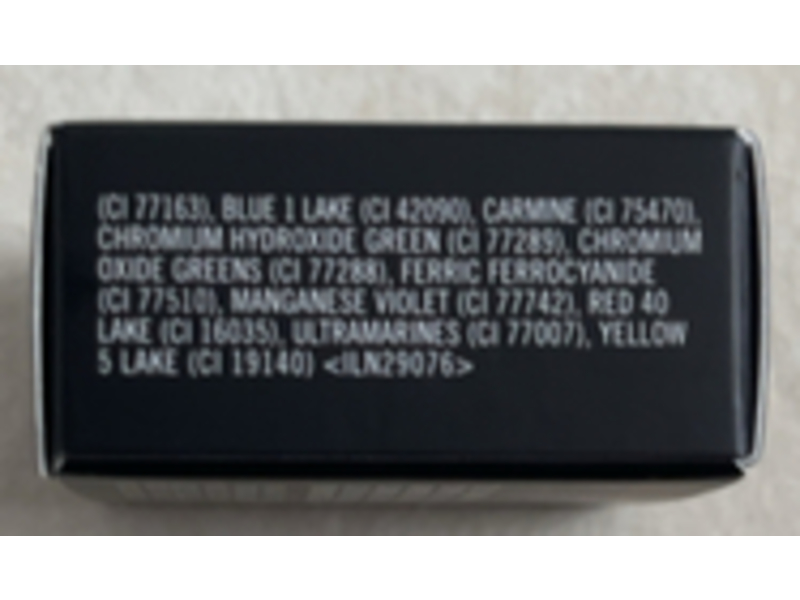 (CI 77163), BLUE 1 LAKE (CI 42090), CARMINE (CI 75470),
CHROMIUM HYDROXIDE GREEN (CI 77289), CHROMIUM
OXIDE GREENS (CI 77288), FERRIC FERROCYANIDE
(CI 77510), MANGANESE VIOLET (CI 77742), RED 40
LAKE (CI 16035), ULTRAMARINES (CI 77007), YELLOW
5 LAKE (CI 19140) <ILN29076>